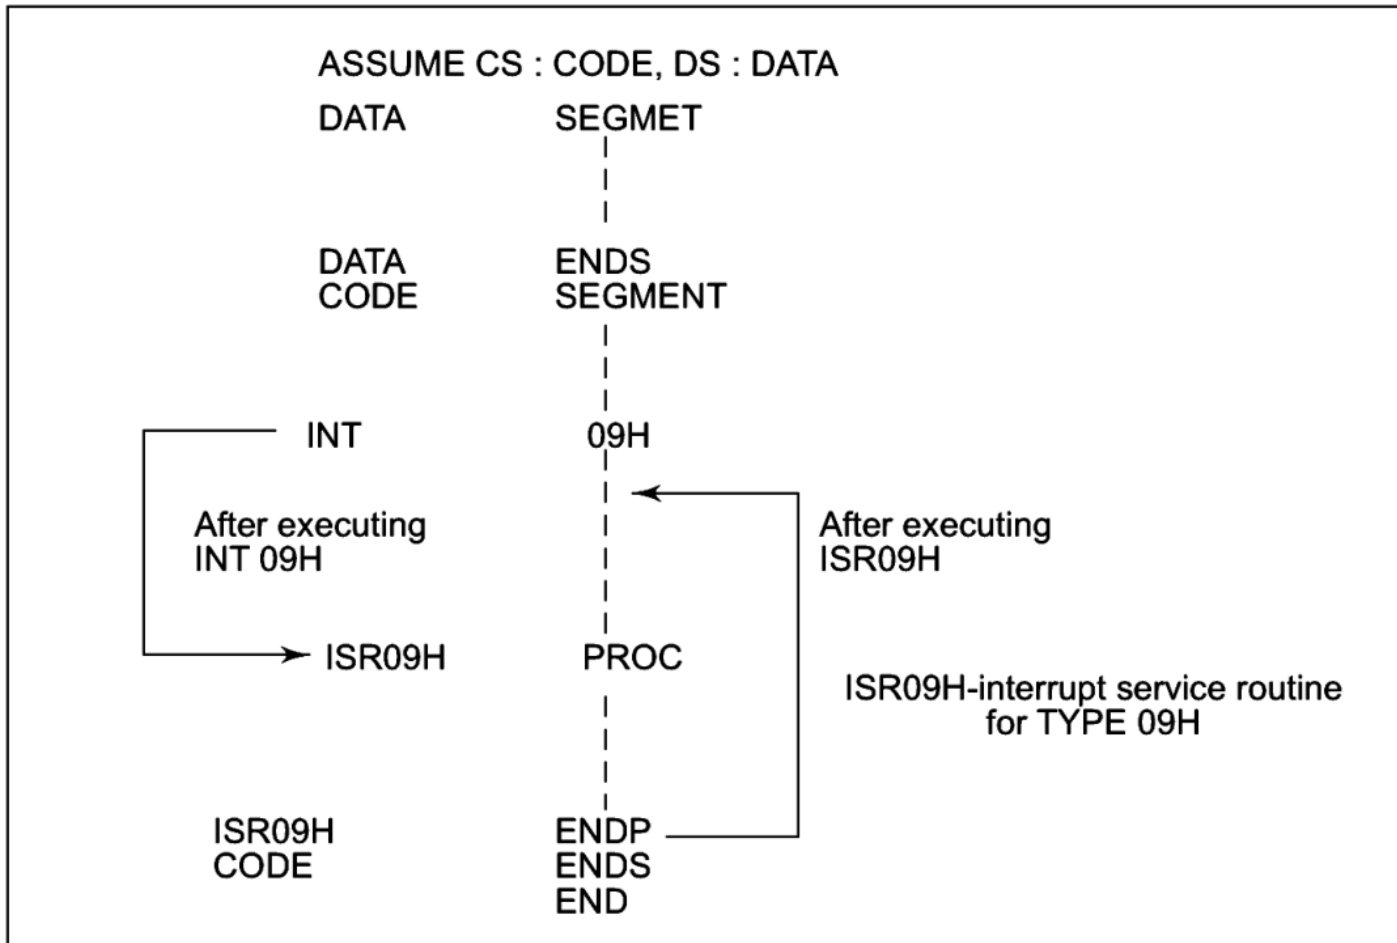 ASSUME CS : CODE, DS : DATA
DATA SEGMET
DATA ENDS
CODE SEGMENT
INT 09H
After executing
INT 09H
After executing
ISR09H
ISR09H PROC
ISR09H-interrupt service routine
for TYPE 09H
ISR09H ENDP
CODE ENDS
END